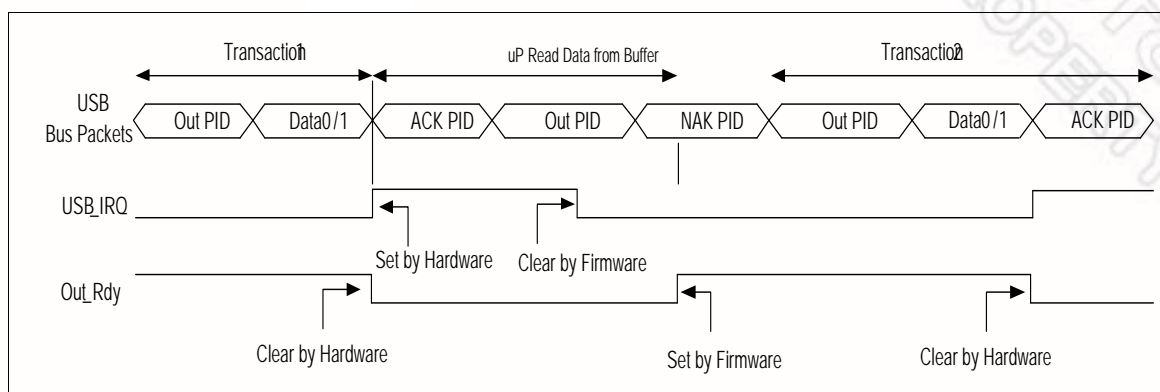 Transaction1 uP Read Data from Buffer Transaction2
USB
Bus Packets
Out PID Data0/1 ACK PID Out PID NAK PID Out PID Data0/1 ACK PID
USB_IRQ
Set by Hardware Clear by Firmware
Out_Rdy
Clear by Hardware Set by Firmware Clear by Hardware